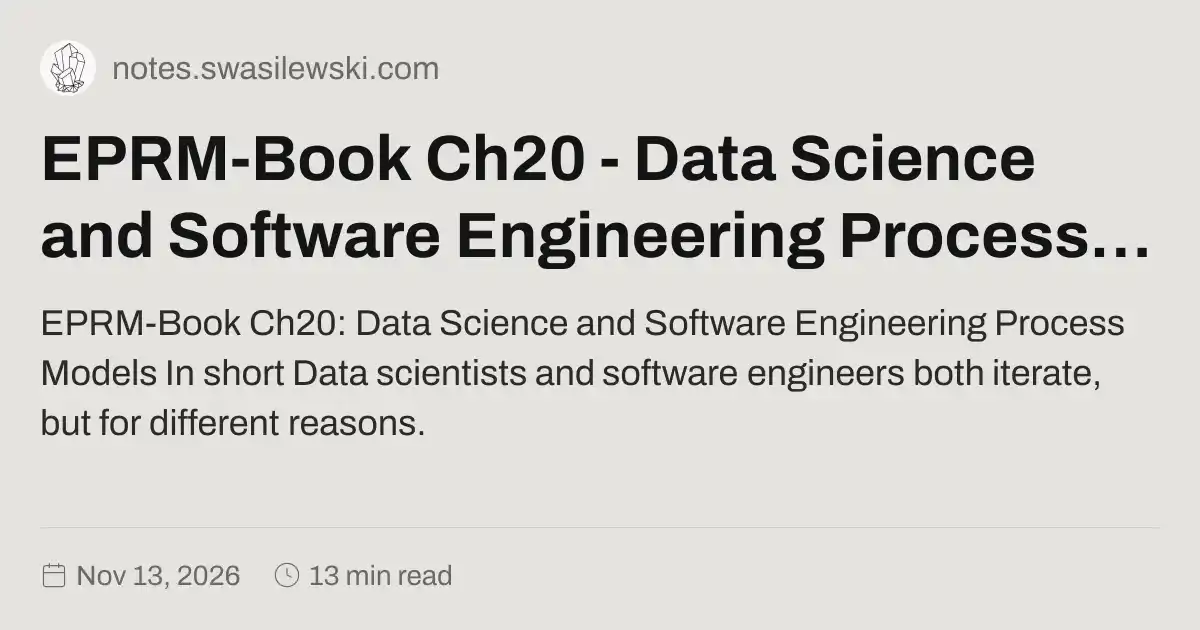 notes.swasilewski.com
EPRM-Book Ch20 - Data Science
and Software Engineering Process...
EPRM-Book Ch20: Data Science and Software Engineering Process
Models In short Data scientists and software engineers both iterate,
but for different reasons.
Nov 13, 2026 13 min read